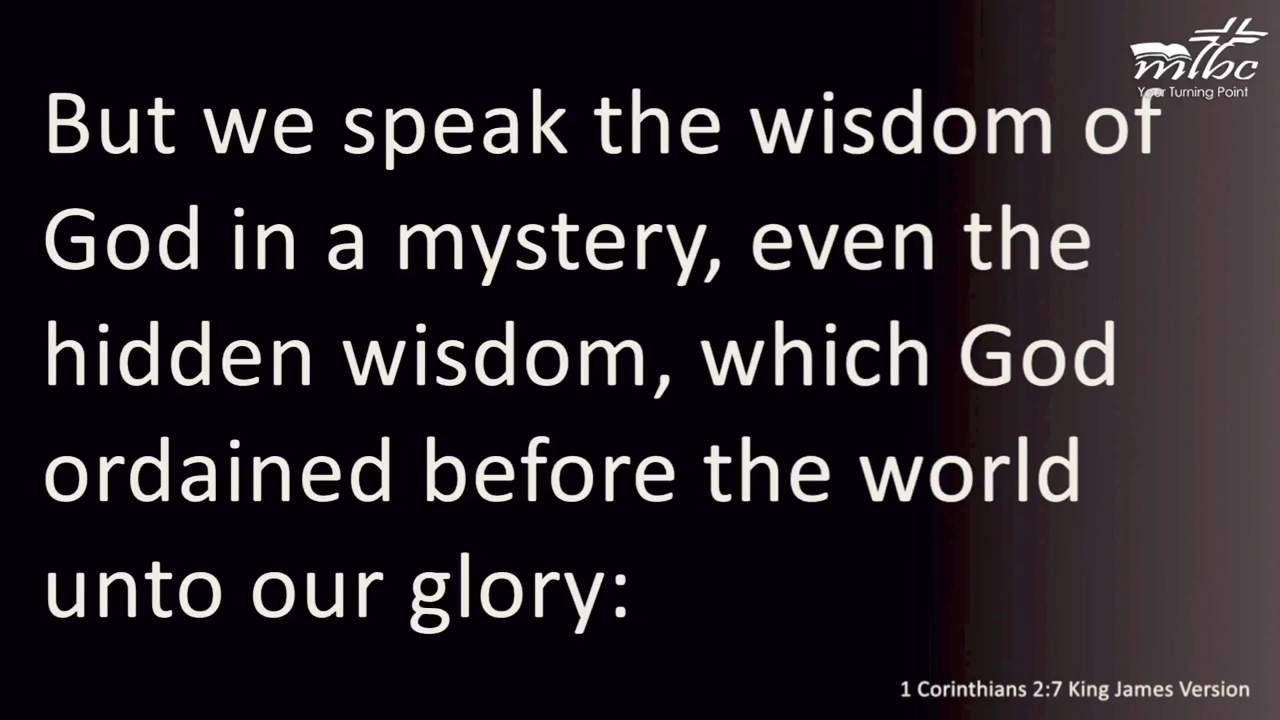 mtbc
Your Turning Point
But we speak the wisdom of
God in a mystery, even the
hidden wisdom, which God
ordained before the world
unto our glory:
1 Corinthians 2:7 King James Version